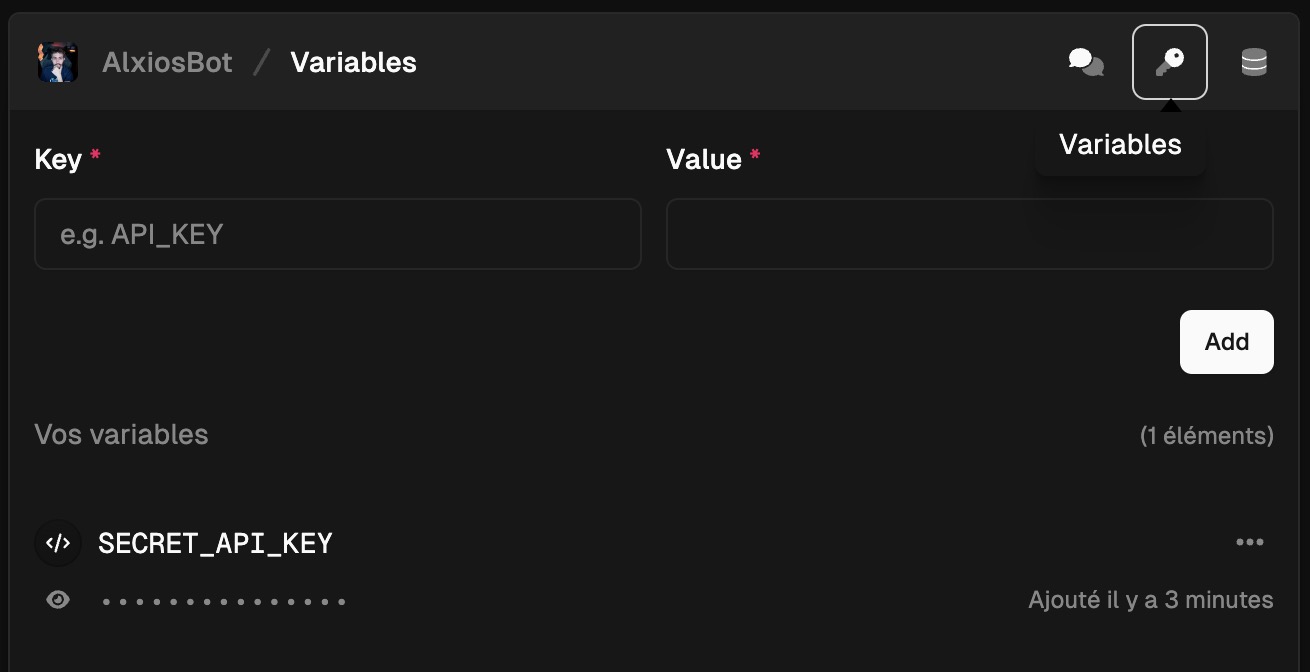 AlxiosBot / Variables
Variables
Key *
Value *
e.g. API_KEY
Add
Vos variables
(1 éléments)
SECRET_API_KEY
Ajouté il y a 3 minutes